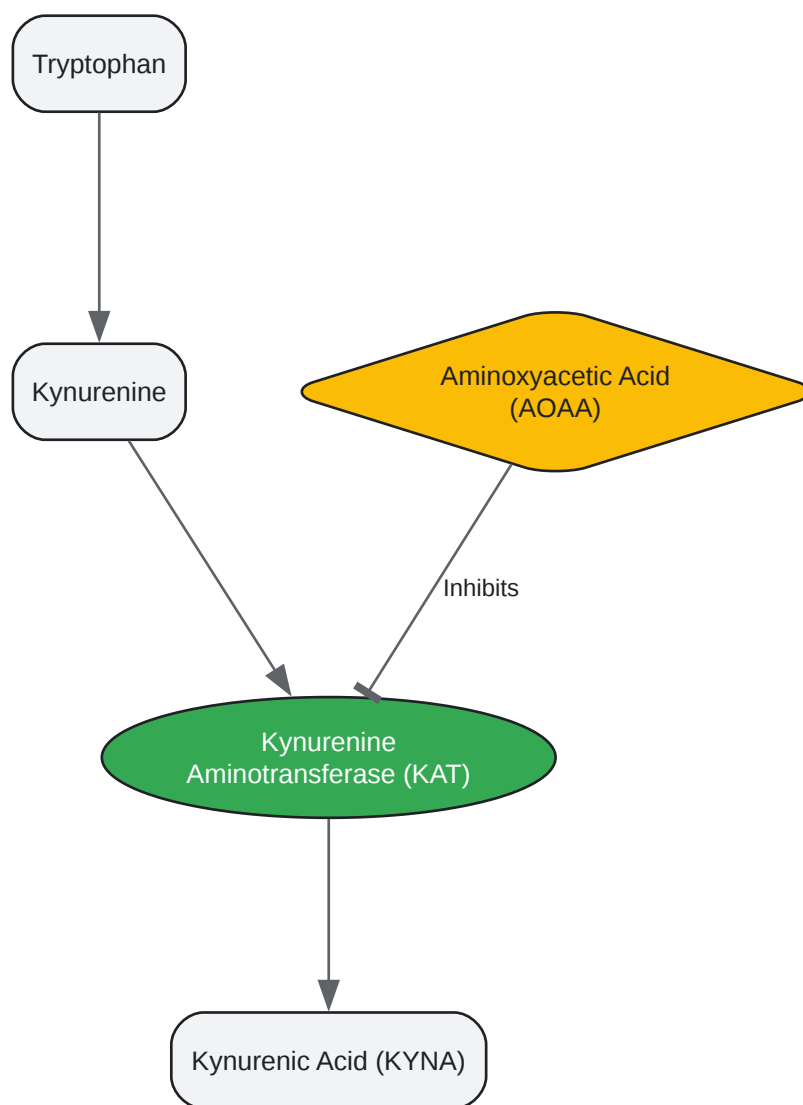 Tryptophan
Kynurenine
Aminoxyacetic Acid
(AOAA)
Inhibits
Kynurenine
Aminotransferase (KAT)
Kynurenic Acid (KYNA)